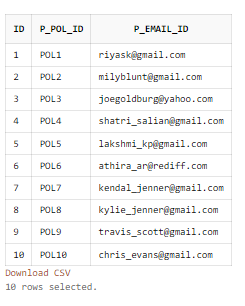 ID P_POL_ID P_EMAIL_ID
1 POL1 riyask@gmail.com
2 POL2 milyblunt@gmail.com
3 POL3 joegoldburg@yahoo.com
4 POL4 shatri_salian@gmail.com
5 POL5 lakshmi_kp@gmail.com
6 POL6 athira_ar@rediff.com
7 POL7 kendal_jenner@gmail.com
8 POL8 kylie_jenner@gmail.com
9 POL9 travis_scott@gmail.com
10 POL10 chris_evans@gmail.com
Download CSV
10 rows selected.